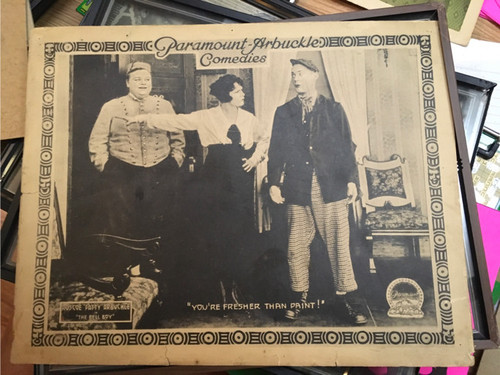 Paramount-Arbuckle
Comedies
"YOU'RE FRESHER THAN PAINT!"
ROSCOE "FATTY" ARBUCKLE
"THE BELL BOY"